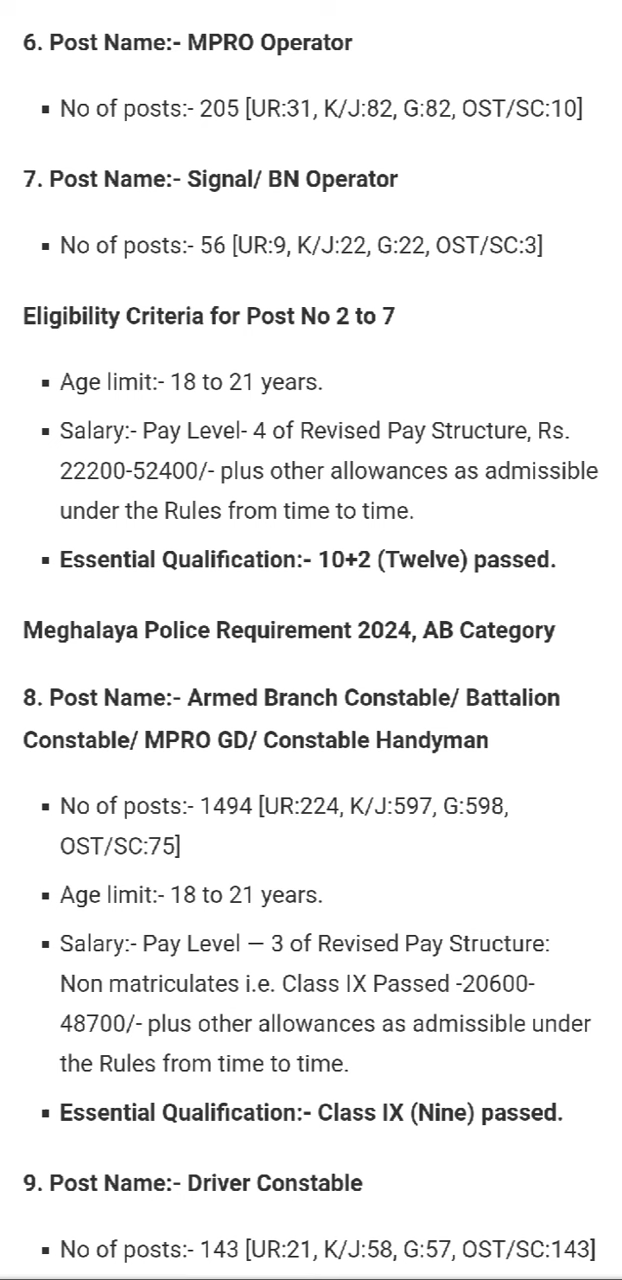 6. Post Name:- MPRO Operator
▪ No of posts:- 205 [UR:31, K/J:82, G:82, OST/SC:10]
7. Post Name:- Signal/ BN Operator
▪ No of posts:- 56 [UR:9, K/J:22, G:22, OST/SC:3]
Eligibility Criteria for Post No 2 to 7
▪ Age limit:- 18 to 21 years.
▪ Salary:- Pay Level- 4 of Revised Pay Structure, Rs.
22200-52400/- plus other allowances as admissible
under the Rules from time to time.
▪ Essential Qualification:- 10+2 (Twelve) passed.
Meghalaya Police Requirement 2024, AB Category
8. Post Name:- Armed Branch Constable/ Battalion
Constable/ MPRO GD/ Constable Handyman
▪ No of posts:- 1494 [UR:224, K/J:597, G:598,
OST/SC:75]
▪ Age limit:- 18 to 21 years.
▪ Salary:- Pay Level – 3 of Revised Pay Structure:
Non matriculates i.e. Class IX Passed -20600-
48700/- plus other allowances as admissible under
the Rules from time to time.
▪ Essential Qualification:- Class IX (Nine) passed.
9. Post Name:- Driver Constable
▪ No of posts:- 143 [UR:21, K/J:58, G:57, OST/SC:143]